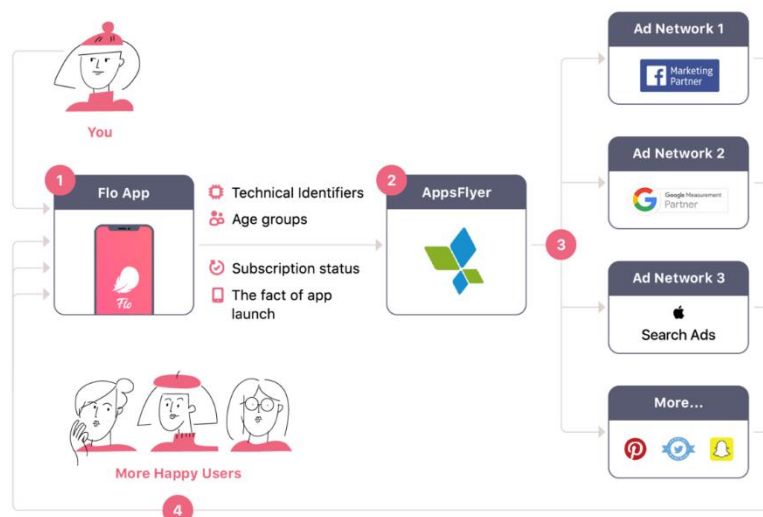 You
1
Flo App
Flo
Technical Identifiers
Age groups
Subscription status
The fact of app
launch
2
AppsFlyer
3
Ad Network 1
Marketing
Partner
Ad Network 2
Google Measurement
Partner
Ad Network 3
Search Ads
More...
More Happy Users
4